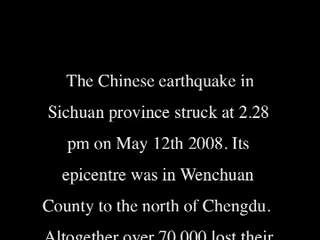 The Chinese earthquake in
Sichuan province struck at 2.28
pm on May 12th 2008. Its
epicentre was in Wenchuan
County to the north of Chengdu.
Altogether over 70,000 lost their